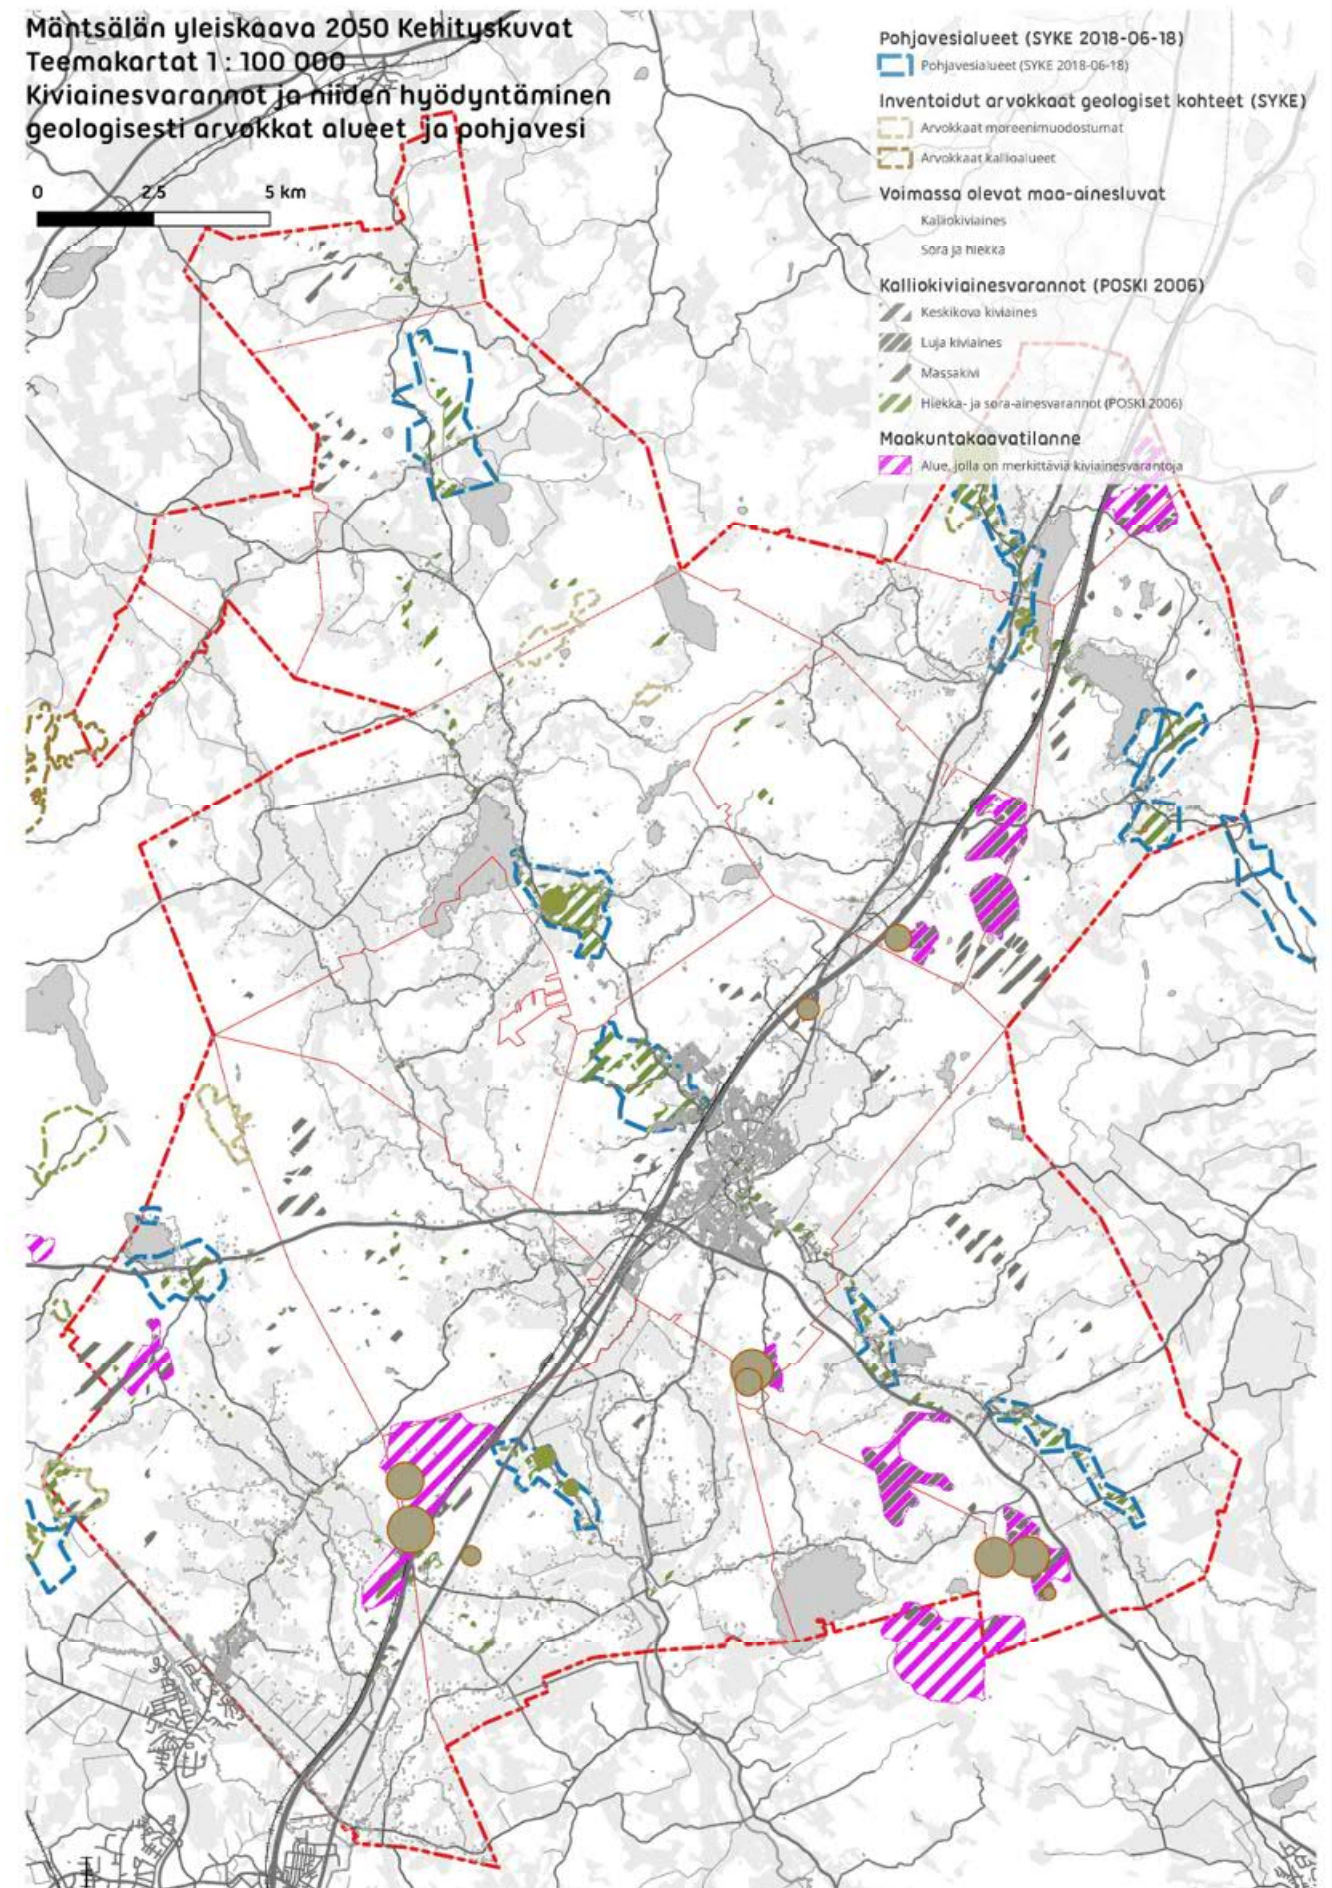 Mäntsälän yleiskaava 2050 Kehityskuvat
Teemakartat 1 : 100 000
Kiviainesvarannot ja niiden hyödyntäminen
geologisesti arvokkat alueet ja pohjavesi
0 2.5 5 km
Pohjavesialueet (SYKE 2018-06-18)
Pohjavesialueet (SYKE 2018-06-18)
Inventoidut arvokkaat geologiset kohteet (SYKE)
Arvokkaat moreenimuodostumat
Arvokkaat kallioalueet
Voimassa olevat maa-ainesluvat
Kalliokiviaines
Sora ja hiekka
Kalliokiviainesvarannot (POSKI 2006)
Keskikova kiviaines
Luja kiviaines
Massakivi
Hiekka- ja sora-ainesvarannot (POSKI 2006)
Maakuntakaavatilanne
Alue, jolla on merkittäviä kiviainesvarantoja